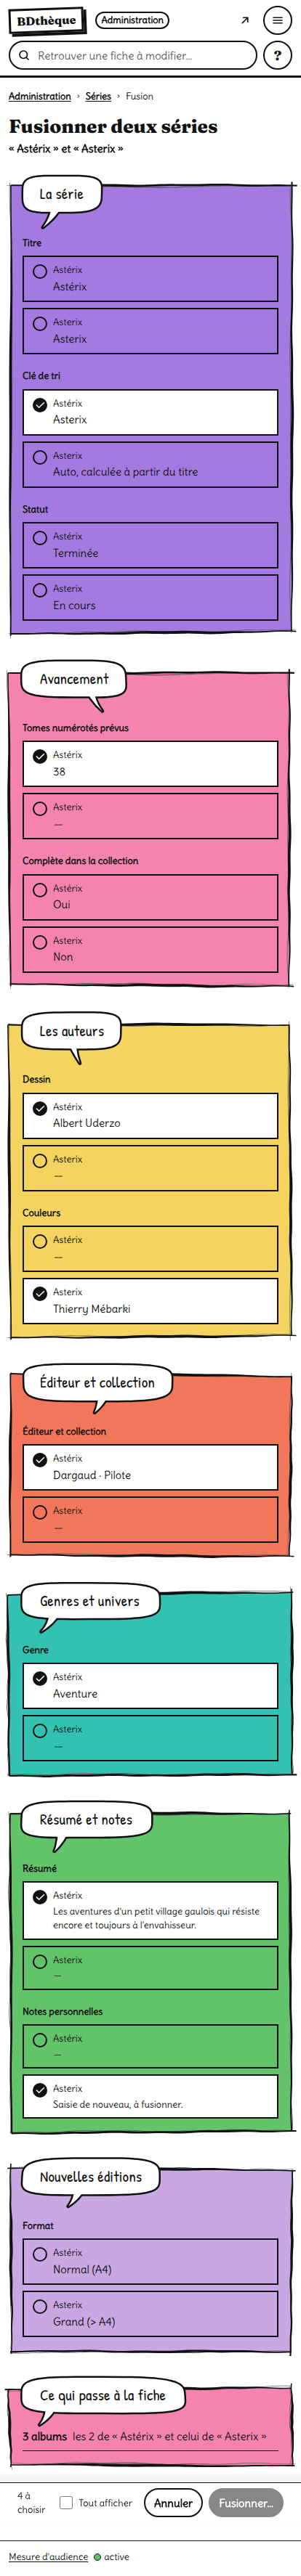 BDthèque
Administration
Retrouver une fiche à modifier...
?
Administration › Séries › Fusion
Fusionner deux séries
« Astérix » et « Asterix »
La série
Titre
Astérix
Astérix
Asterix
Asterix
Clé de tri
Astérix
Asterix
Asterix
Auto, calculée à partir du titre
Statut
Astérix
Terminée
Asterix
En cours
Avancement
Tomes numérotés prévus
Astérix
38
Asterix
—
Complète dans la collection
Astérix
Oui
Asterix
Non
Les auteurs
Dessin
Astérix
Albert Uderzo
Asterix
—
Couleurs
Astérix
—
Asterix
Thierry Mébarki
Éditeur et collection
Éditeur et collection
Astérix
Dargaud · Pilote
Asterix
—
Genres et univers
Genre
Astérix
Aventure
Asterix
—
Résumé et notes
Résumé
Astérix
Les aventures d'un petit village gaulois qui résiste
encore et toujours à l'envahisseur.
Asterix
—
Notes personnelles
Astérix
—
Asterix
Saisie de nouveau, à fusionner.
Nouvelles éditions
Format
Astérix
Normal (A4)
Asterix
Grand (> A4)
Ce qui passe à la fiche
3 albums les 2 de « Astérix » et celui de « Asterix »
4 à
choisir
Tout afficher
Annuler
Fusionner...
Mesure d'audience
active